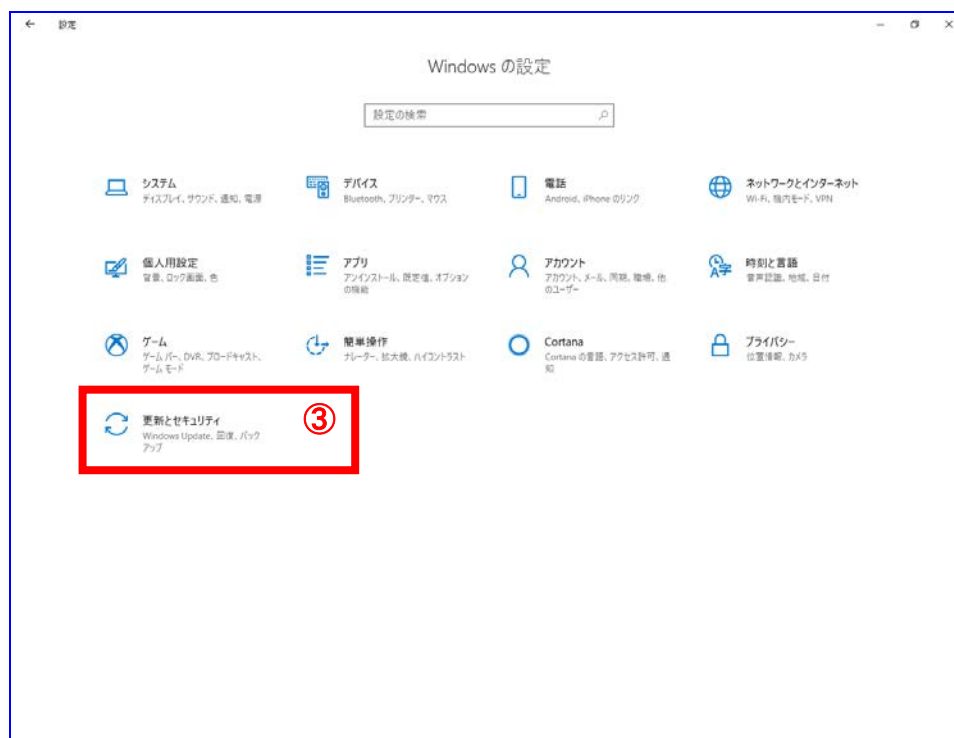 設定
Windows の設定
設定の検索
システム
ディスプレイ、サウンド、通知、電源
デバイス
Bluetooth、プリンター、マウス
電話
Android、iPhone のリンク
ネットワークとインターネット
Wi-Fi、機内モード、VPN
個人用設定
背景、ロック画面、色
アプリ
アンインストール、既定値、オプション
の機能
アカウント
アカウント、メール、同期、職場、他
のユーザー
時刻と言語
音声認識、地域、日付
ゲーム
ゲーム バー、DVR、ブロードキャスト、
ゲーム モード
簡単操作
ナレーター、拡大鏡、ハイコントラスト
Cortana
Cortana の言語、アクセス許可、通
知
プライバシー
位置情報、カメラ
更新とセキュリティ
Windows Update、回復、バック
アップ
③